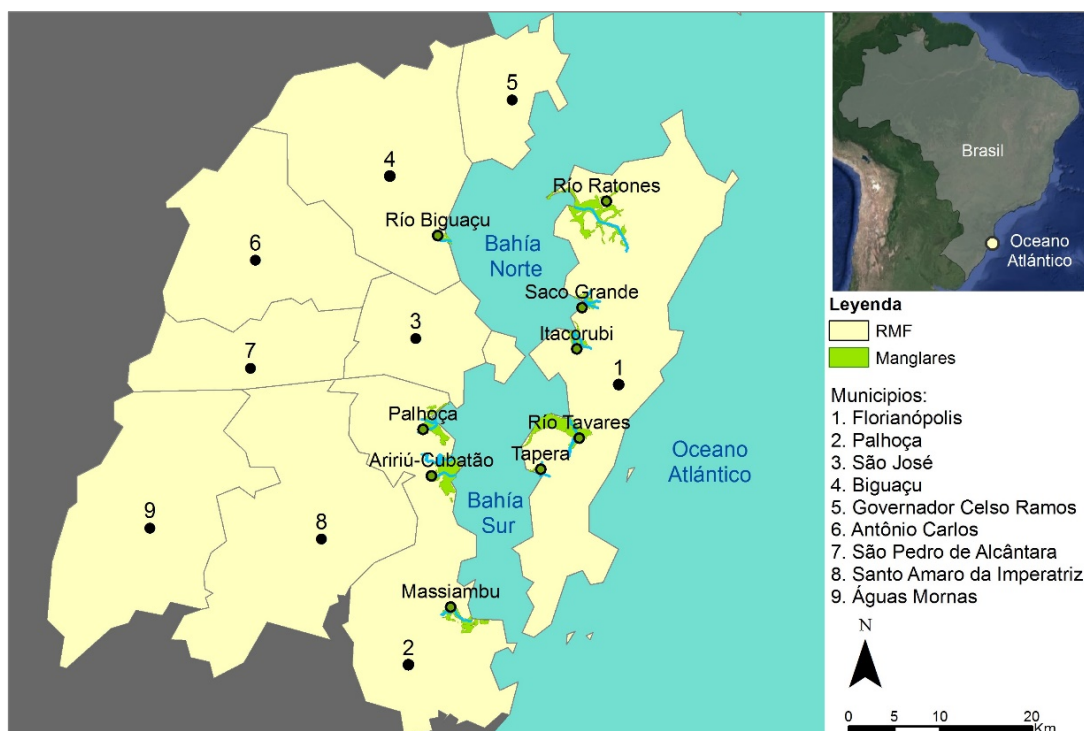 5
4
Río Ratones
Río Biguaçu
6
Bahía
Norte
Saco Grande
3
Itacorubi
7
1
Palhoça
Río Tavares
Aririú-Cubatão
Tapera
Oceano
Atlántico
Bahía
Sur
9
8
Massiambu
2
Brasil
Oceano
Atlántico
Leyenda
RMF
Manglares
Municipios:
1. Florianópolis
2. Palhoça
3. São José
4. Biguaçu
5. Governador Celso Ramos
6. Antônio Carlos
7. São Pedro de Alcântara
8. Santo Amaro da Imperatriz
9. Águas Mornas
N
0 5 10 20
Km